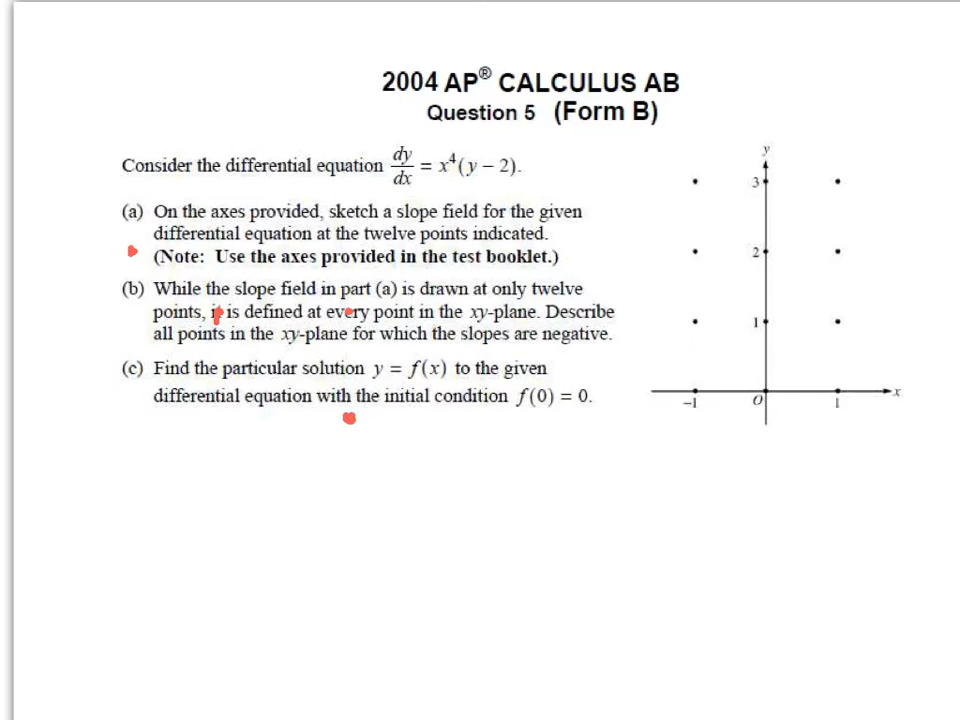 2004 AP® CALCULUS AB
Question 5 (Form B)
Consider the differential equation dy/dx = x⁴(y – 2).
(a) On the axes provided, sketch a slope field for the given
differential equation at the twelve points indicated.
(Note: Use the axes provided in the test booklet.)
(b) While the slope field in part (a) is drawn at only twelve
points, it is defined at every point in the xy-plane. Describe
all points in the xy-plane for which the slopes are negative.
(c) Find the particular solution y = f(x) to the given
differential equation with the initial condition f(0) = 0.
y
3
2
1
–1 O 1 x